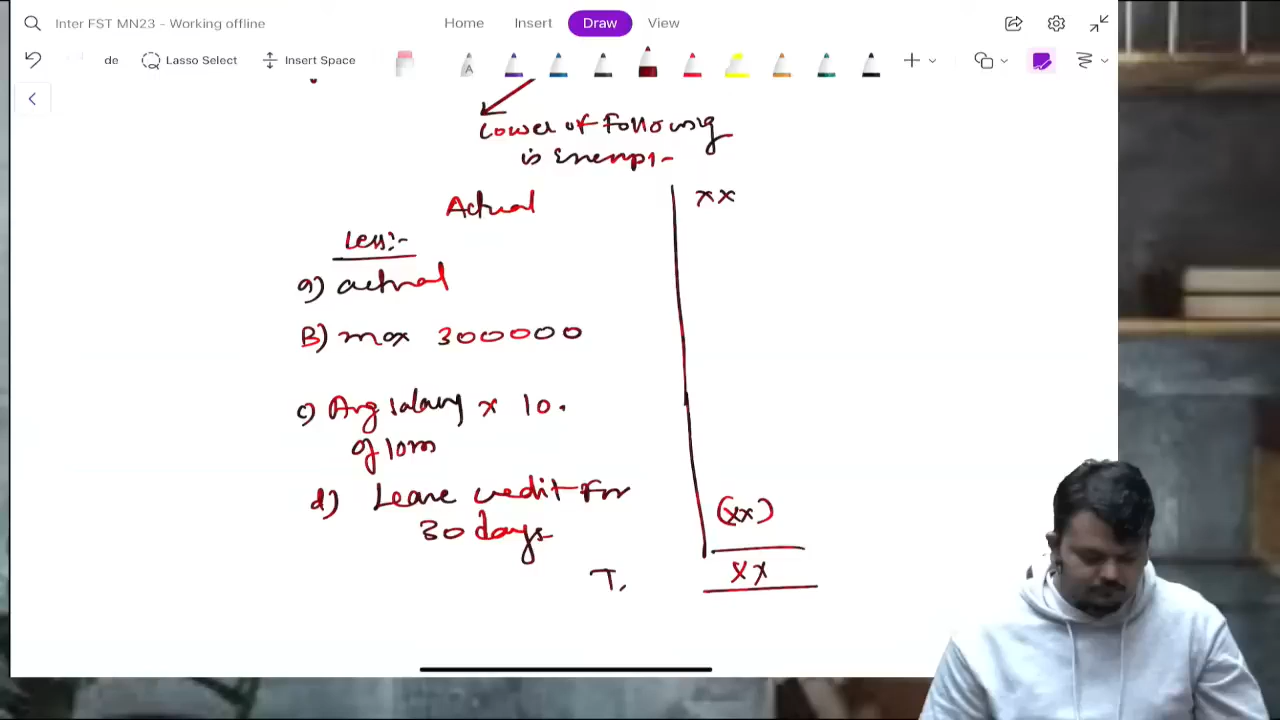 Inter FST MN23 - Working offline
Home Insert Draw View
de Lasso Select Insert Space
A
Lower of Following
is Exempt
Actual xx
Less:-
a) actual
B) max 300000
c) Avg salary x 10.
of 10m
d) Leave credit For
30 days
(xx)
xx
T.